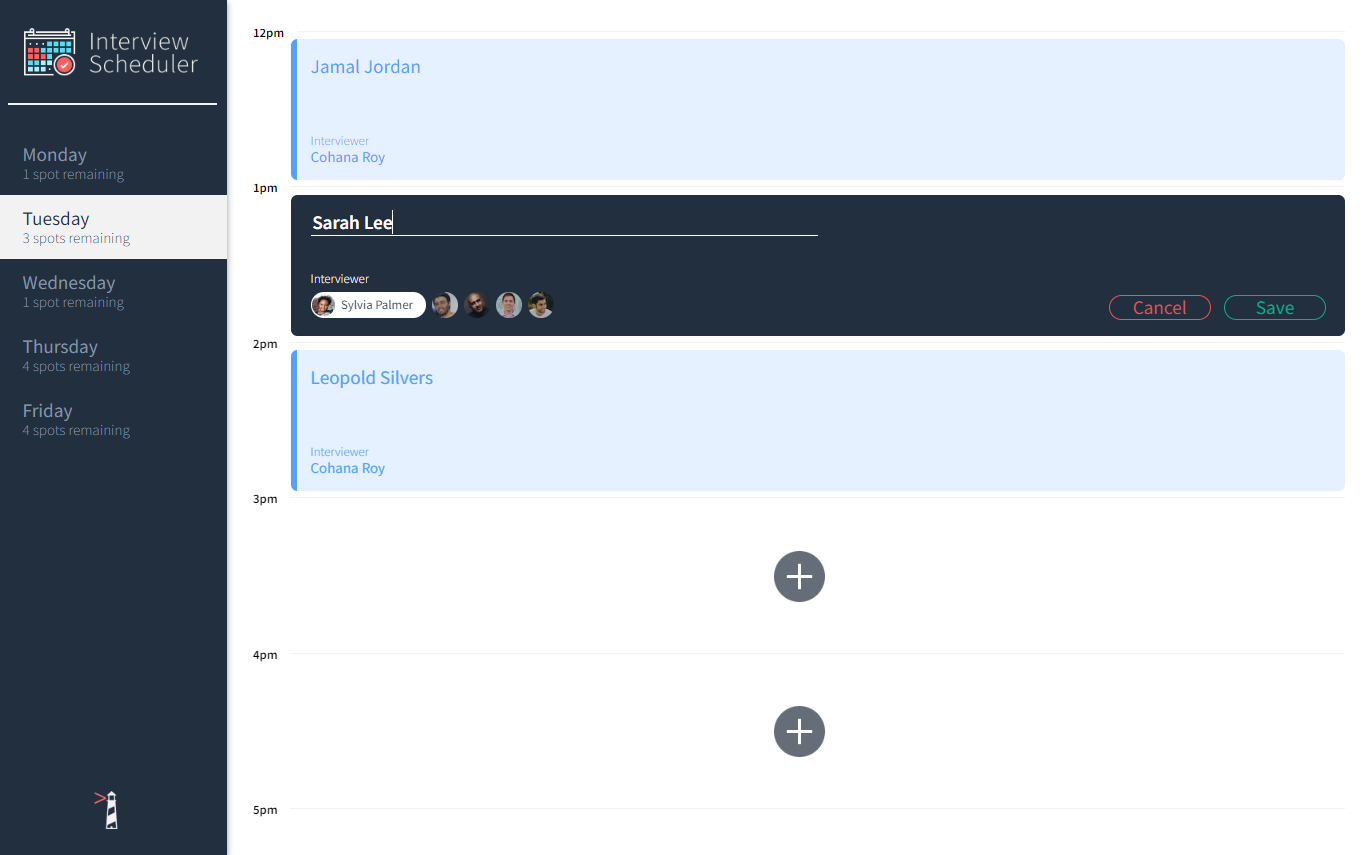 Interview
Scheduler
Monday
1 spot remaining
Tuesday
3 spots remaining
Wednesday
1 spot remaining
Thursday
4 spots remaining
Friday
4 spots remaining
12pm
Jamal Jordan
Interviewer
Cohana Roy
1pm
Sarah Lee
Interviewer
Sylvia Palmer
Cancel
Save
2pm
Leopold Silvers
Interviewer
Cohana Roy
3pm
4pm
5pm